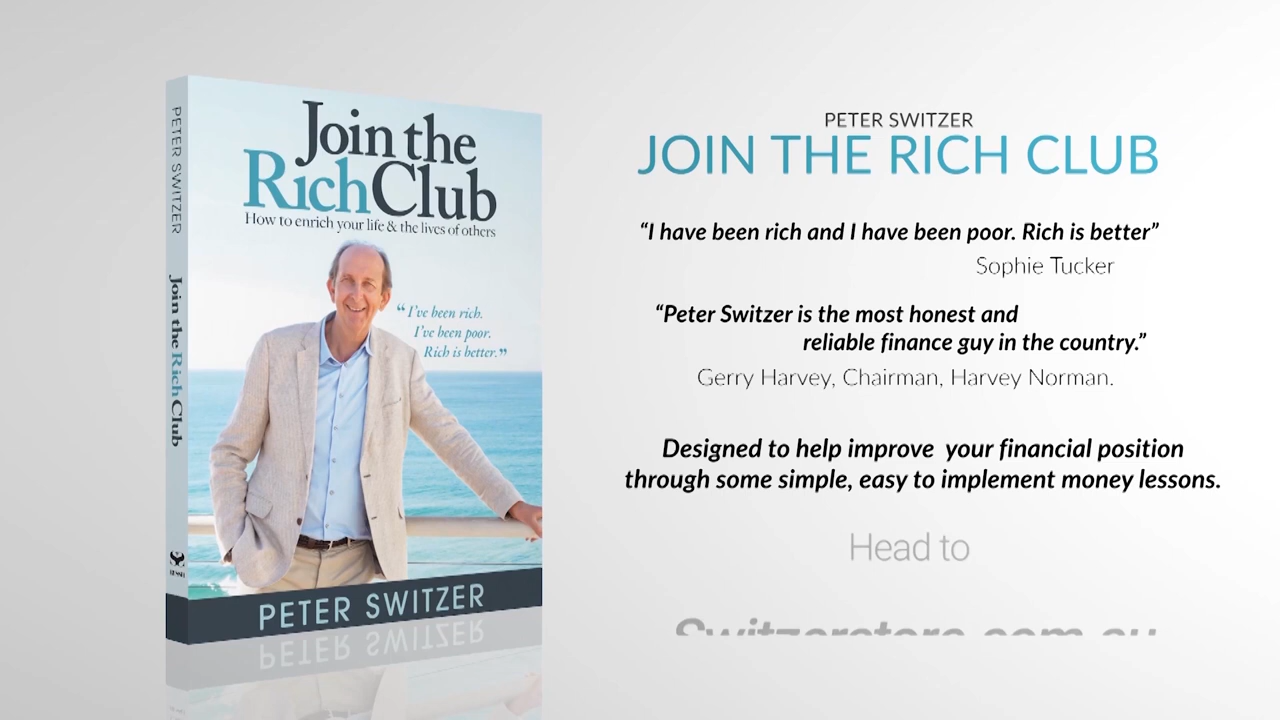 PETER SWITZER
Join the Rich Club
Join the
Rich Club
How to enrich your life & the lives of others
“I’ve been rich.
I’ve been poor.
Rich is better.”
PETER SWITZER
PETER SWITZER
JOIN THE RICH CLUB
“I have been rich and I have been poor. Rich is better”
Sophie Tucker
“Peter Switzer is the most honest and
reliable finance guy in the country.”
Gerry Harvey, Chairman, Harvey Norman.
Designed to help improve your financial position
through some simple, easy to implement money lessons.
Head to
Switzerstore.com.au